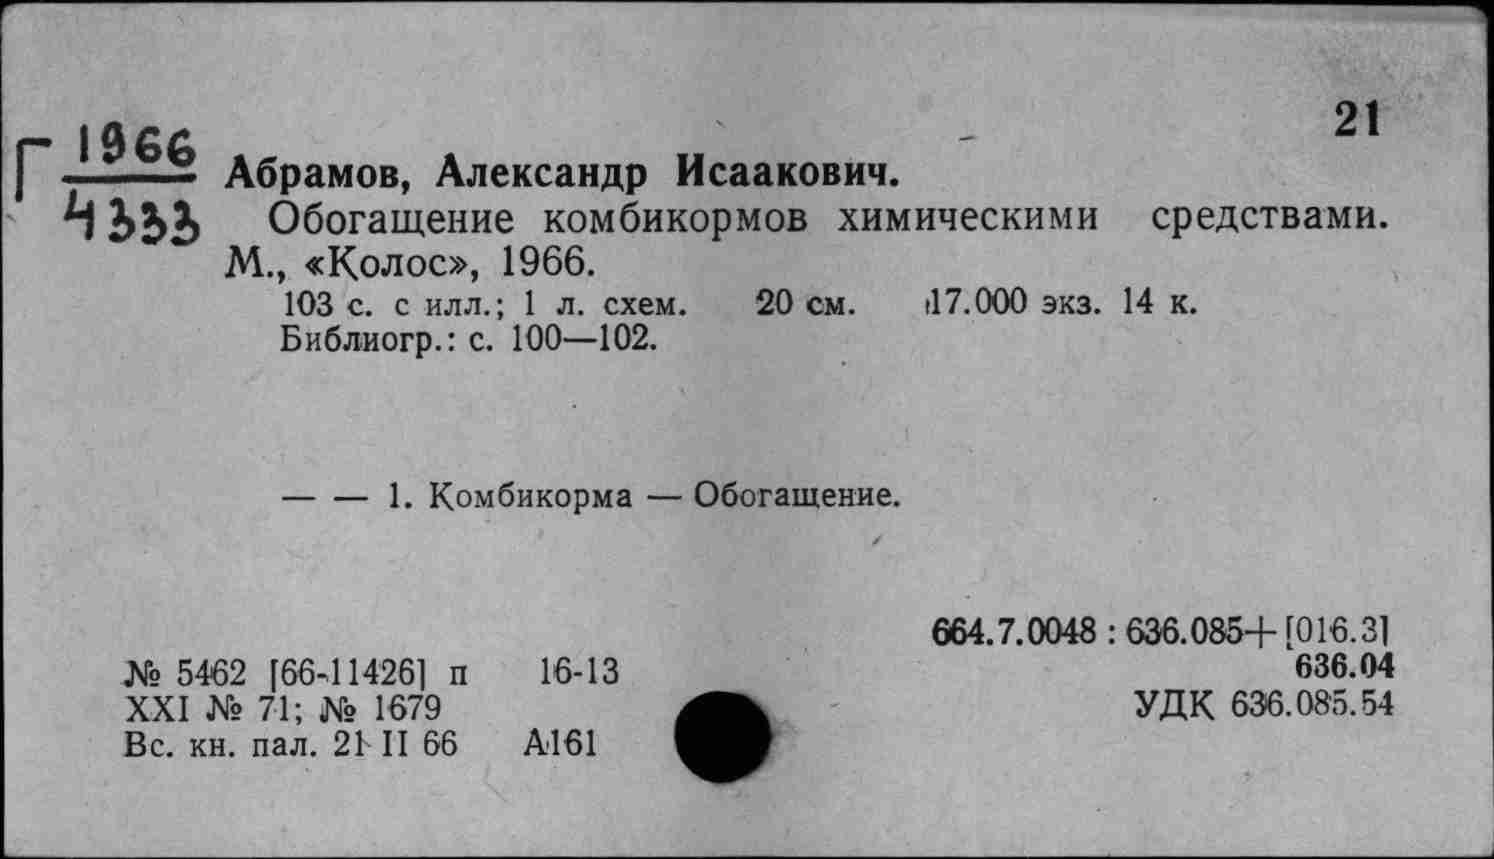 21
Г 1966
4333
Абрамов, Александр Исаакович.
Обогащение комбикормов химическими средствами.
М., «Колос», 1966.
103 с. с илл.; 1 л. схем. 20 см. 17.000 экз. 14 к.
Библиогр.: с. 100—102.
— — 1. Комбикорма — Обогащение.
664.7.0048 : 636.085+[016.3]
636.04
№ 5462 [66-11426] п 16-13
XXI № 71; № 1679
УДК 636.085.54
Вс. кн. пал. 21 II 66 А161